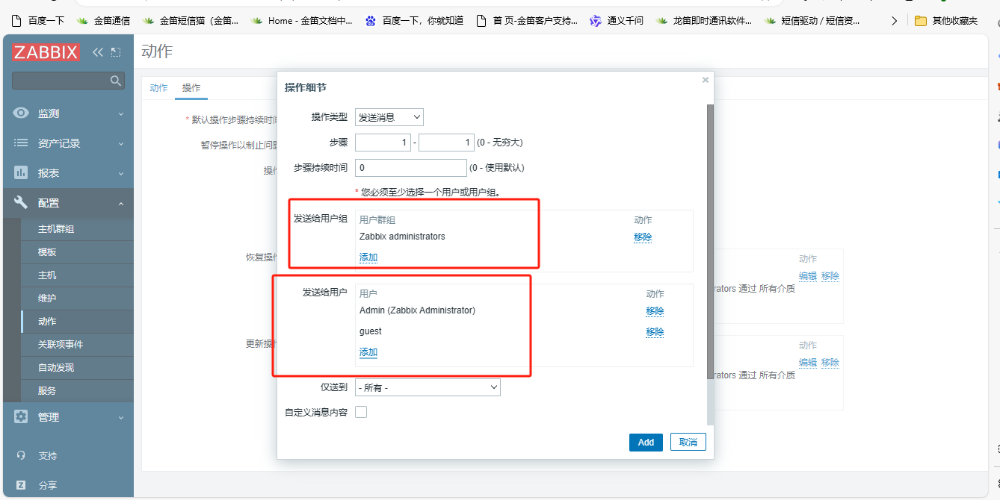 百度一下
金笛通信
金笛短信猫（金笛...
Home - 金笛文档中...
百度一下，你就知道
首 页-金笛客户支持...
通义千问
龙笛即时通讯软件...
短信驱动 / 短信资...
其他收藏夹
ZABBIX
动作
监测
资产记录
报表
配置
主机群组
模板
主机
维护
动作
关联项事件
自动发现
服务
管理
支持
分享
动作
操作
* 默认操作步骤持续时间
暂停操作以制止问题
操作
恢复操作
更新操作
操作细节
操作类型
发送消息
步骤
1 - 1 (0 - 无穷大)
步骤持续时间
0 (0 - 使用默认)
* 您必须至少选择一个用户或用户组。
发送给用户组
用户群组
动作
Zabbix administrators
移除
添加
发送给用户
用户
动作
Admin (Zabbix Administrator)
移除
guest
移除
添加
仅送到
- 所有 -
自定义消息内容
Add
取消
动作
编辑 移除
rators 通过 所有介质
动作
编辑 移除
rators 通过 所有介质